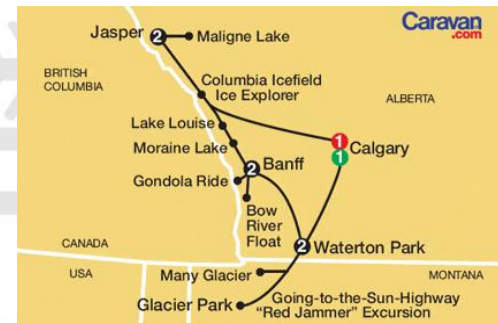 Caravan
.com
Jasper 2 Maligne Lake
BRITISH
COLUMBIA
Columbia Icefield
Ice Explorer
ALBERTA
Lake Louise
Moraine Lake
1
1
Calgary
2 Banff
Gondola Ride
Bow
River
Float
CANADA
2 Waterton Park
USA
Many Glacier
MONTANA
Glacier Park
Going-to-the-Sun-Highway
"Red Jammer" Excursion